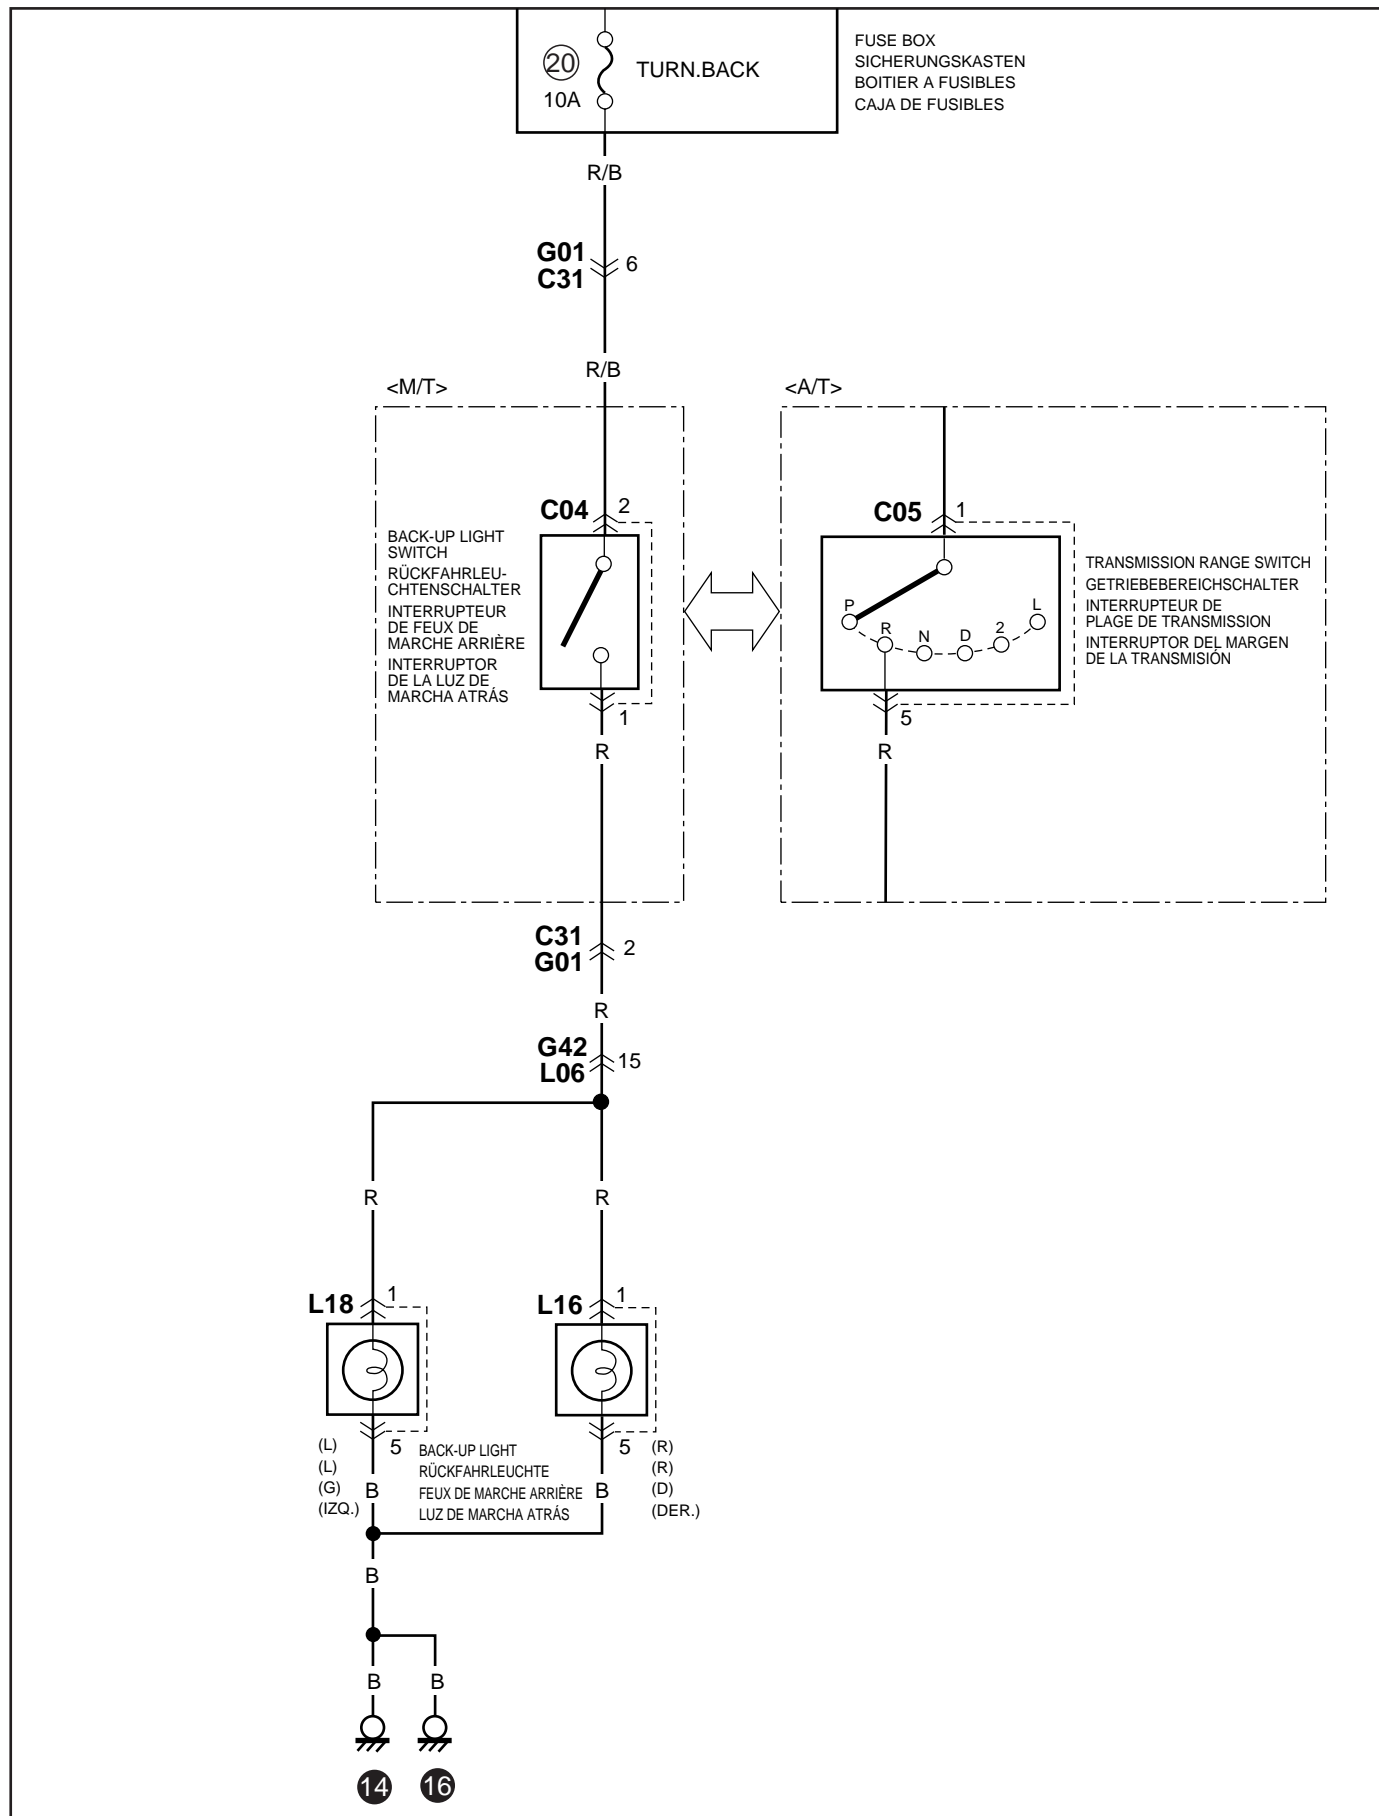 20
10A
TURN.BACK
FUSE BOX
SICHERUNGSKASTEN
BOITIER A FUSIBLES
CAJA DE FUSIBLES
R/B
G01
C31
6
R/B
<M/T>
<A/T>
C04
2
C05
1
BACK-UP LIGHT
SWITCH
RÜCKFAHRLEU-
CHTENSCHALTER
INTERRUPTEUR
DE FEUX DE
MARCHE ARRIÈRE
INTERRUPTOR
DE LA LUZ DE
MARCHA ATRÁS
P
R
N
D
2
L
TRANSMISSION RANGE SWITCH
GETRIEBEBEREICHSCHALTER
INTERRUPTEUR DE
PLAGE DE TRANSMISSION
INTERRUPTOR DEL MARGEN
DE LA TRANSMISIÓN
1
R
5
R
C31
G01
2
R
G42
L06
15
R
R
L18
1
L16
1
(L)
(L)
(G)
(IZQ.)
5
B
BACK-UP LIGHT
RÜCKFAHRLEUCHTE
FEUX DE MARCHE ARRIÈRE
LUZ DE MARCHA ATRÁS
5
B
(R)
(R)
(D)
(DER.)
B
B
B
14
16